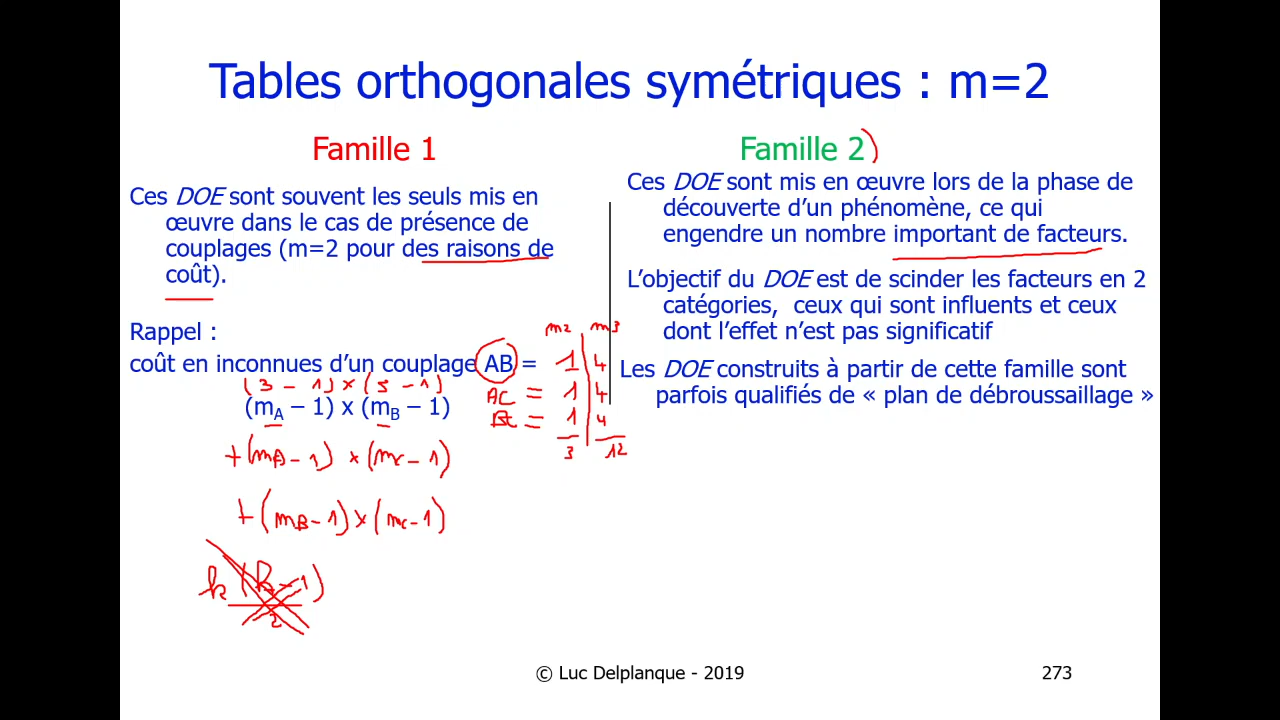 Tables orthogonales symétriques : m=2
Famille 1
Ces DOE sont souvent les seuls mis en
œuvre dans le cas de présence de
couplages (m=2 pour des raisons de
coût).
Rappel :
coût en inconnues d’un couplage AB =
(3 - 1) x (3 - 1)
(mA – 1) x (mB – 1)
+ (mA - 1) x (mC - 1)
+ (mB - 1) x (mC - 1)
k (k - 1)
2
m2 m3
1 4
AC = 1 4
BC = 1 4
3 12
Famille 2 )
Ces DOE sont mis en œuvre lors de la phase de
découverte d’un phénomène, ce qui
engendre un nombre important de facteurs.
L’objectif du DOE est de scinder les facteurs en 2
catégories, ceux qui sont influents et ceux
dont l’effet n’est pas significatif
Les DOE construits à partir de cette famille sont
parfois qualifiés de « plan de débroussaillage »
© Luc Delplanque - 2019
273